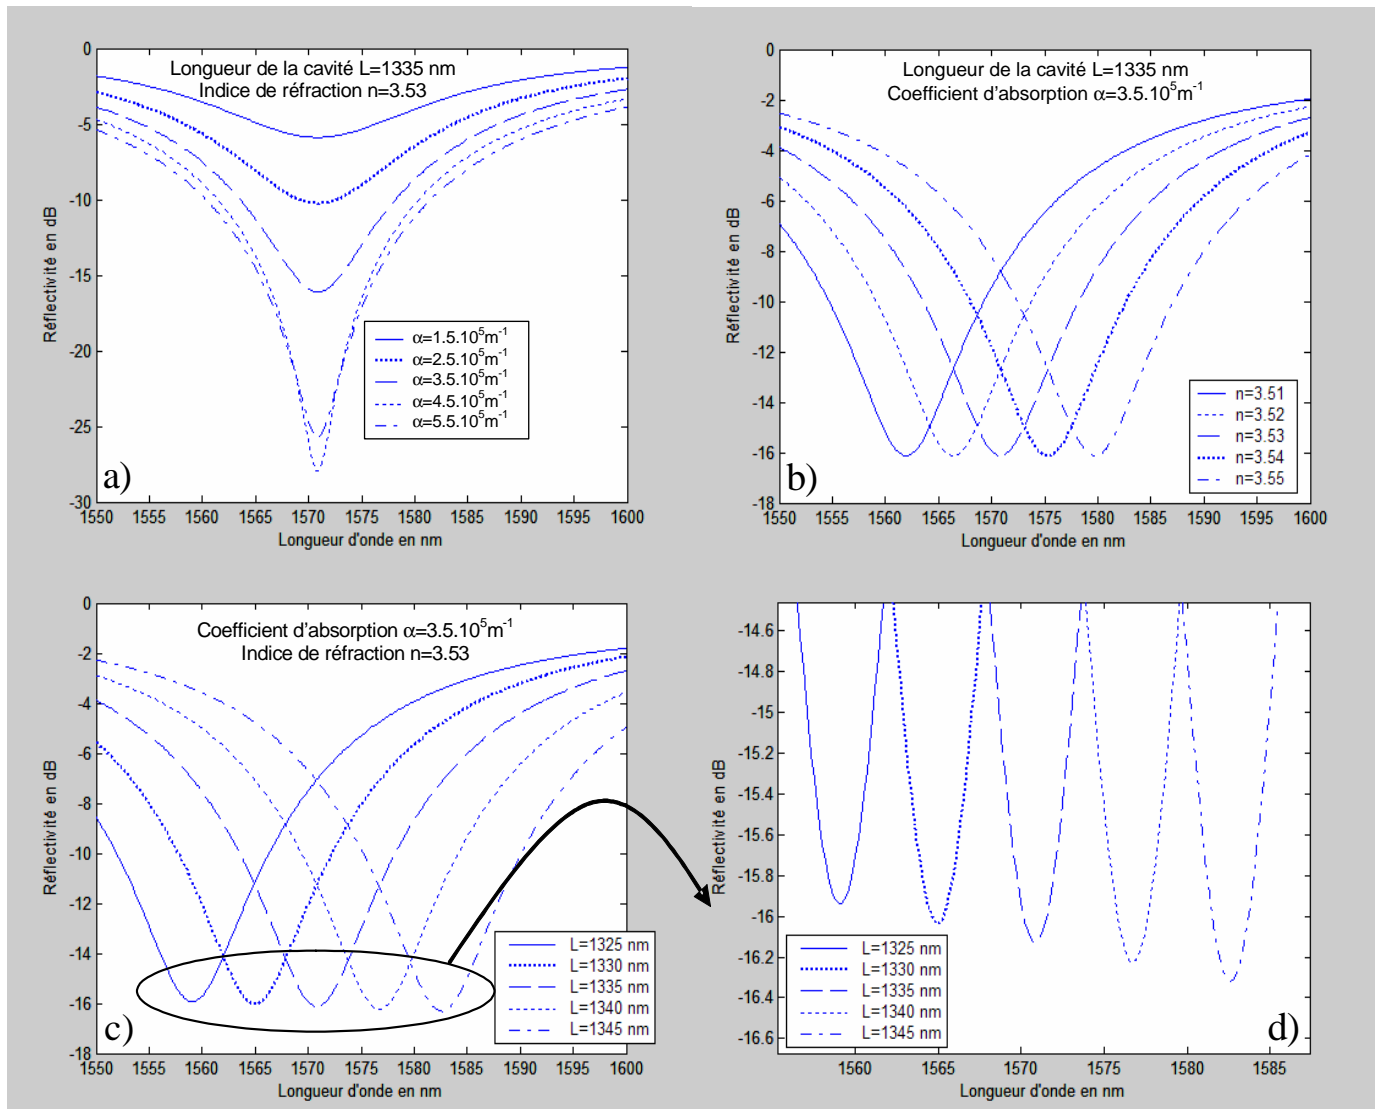 Longueur de la cavité L=1335 nm
Indice de réfraction n=3.53
0
-5
-10
-15
-20
-25
-30
Réflectivité en dB
α=1.5.10⁵m⁻¹
α=2.5.10⁵m⁻¹
α=3.5.10⁵m⁻¹
α=4.5.10⁵m⁻¹
α=5.5.10⁵m⁻¹
a)
1550 1555 1560 1565 1570 1575 1580 1585 1590 1595 1600
Longueur d'onde en nm
Longueur de la cavité L=1335 nm
Coefficient d'absorption α=3.5.10⁵m⁻¹
0
-2
-4
-6
-8
-10
-12
-14
-16
-18
Réflectivité en dB
n=3.51
n=3.52
n=3.53
n=3.54
n=3.55
b)
1550 1555 1560 1565 1570 1575 1580 1585 1590 1595 1600
Longueur d'onde en nm
Coefficient d'absorption α=3.5.10⁵m⁻¹
Indice de réfraction n=3.53
0
-2
-4
-6
-8
-10
-12
-14
-16
-18
Réflectivité en dB
L=1325 nm
L=1330 nm
L=1335 nm
L=1340 nm
L=1345 nm
c)
1550 1555 1560 1565 1570 1575 1580 1585 1590 1595 1600
Longueur d'onde en nm
-14.6
-14.8
-15
-15.2
-15.4
-15.6
-15.8
-16
-16.2
-16.4
-16.6
Réflectivité en dB
L=1325 nm
L=1330 nm
L=1335 nm
L=1340 nm
L=1345 nm
d)
1560 1565 1570 1575 1580 1585
Longueur d'onde en nm